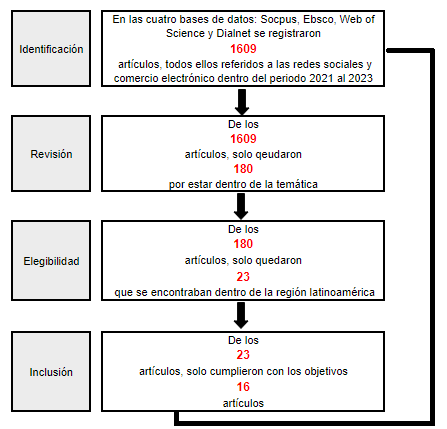 Identificación
En las cuatro bases de datos: Socpus, Ebsco, Web of
Science y Dialnet se registraron
1609
artículos, todos ellos referidos a las redes sociales y
comercio electrónico dentro del periodo 2021 al 2023
Revisión
De los
1609
artículos, solo qeudaron
180
por estar dentro de la temática
Elegibilidad
De los
180
artículos, solo quedaron
23
que se encontraban dentro de la región latinoamérica
Inclusión
De los
23
artículos, solo cumplieron con los objetivos
16
artículos